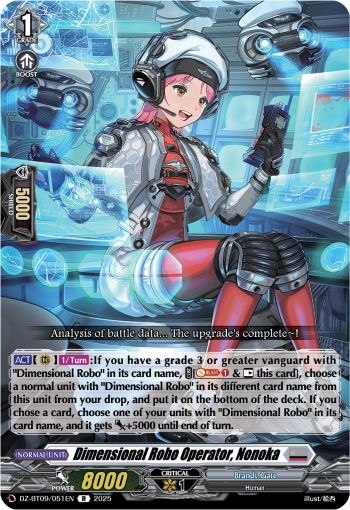 1
GRADE
BOOST
5000
SHIELD
Analysis of battle data... The upgrade's complete~!
ACT 1/Turn :If you have a grade 3 or greater vanguard with
"Dimensional Robo" in its card name, [ 1 & this card], choose
a normal unit with "Dimensional Robo" in its different card name from
this unit from your drop, and put it on the bottom of the deck. If you
chose a card, choose one of your units with "Dimensional Robo" in its
card name, and it gets +5000 until end of turn.
NORMAL UNIT Dimensional Robo Operator, Nonoka
POWER 8000 CRITICAL 1 Brandt Gate
Human
DZ-BT09/051EN R 2025 illust/絵西